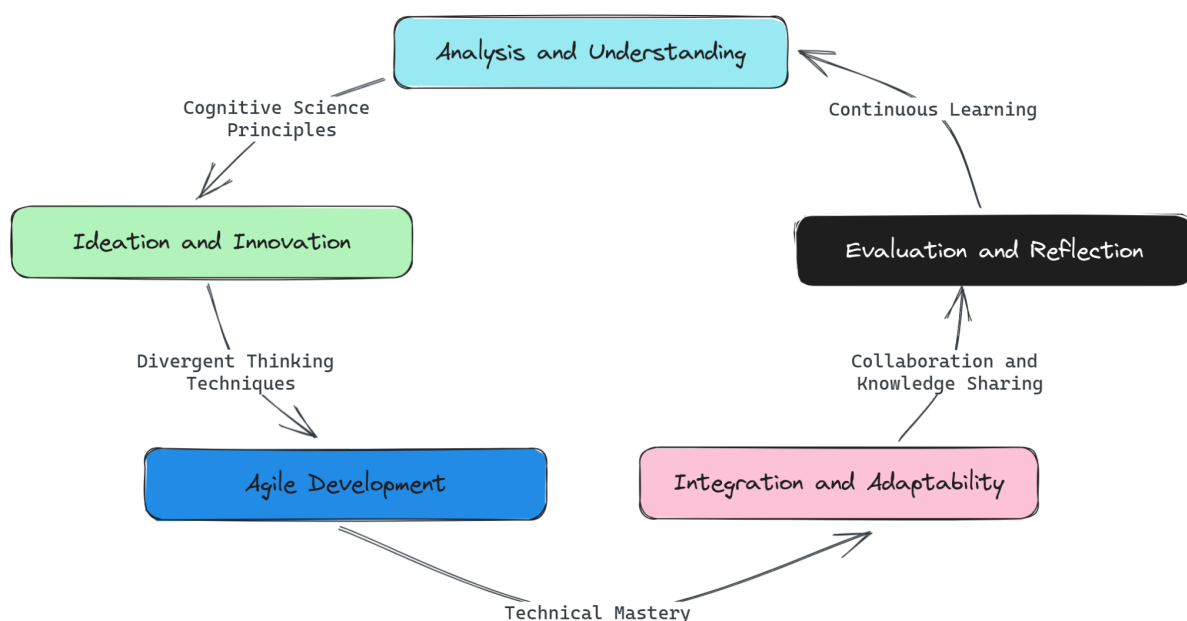 Analysis and Understanding
Cognitive Science
Principles
Continuous Learning
Ideation and Innovation
Evaluation and Reflection
Divergent Thinking
Techniques
Collaboration and
Knowledge Sharing
Agile Development
Integration and Adaptability
Technical Mastery